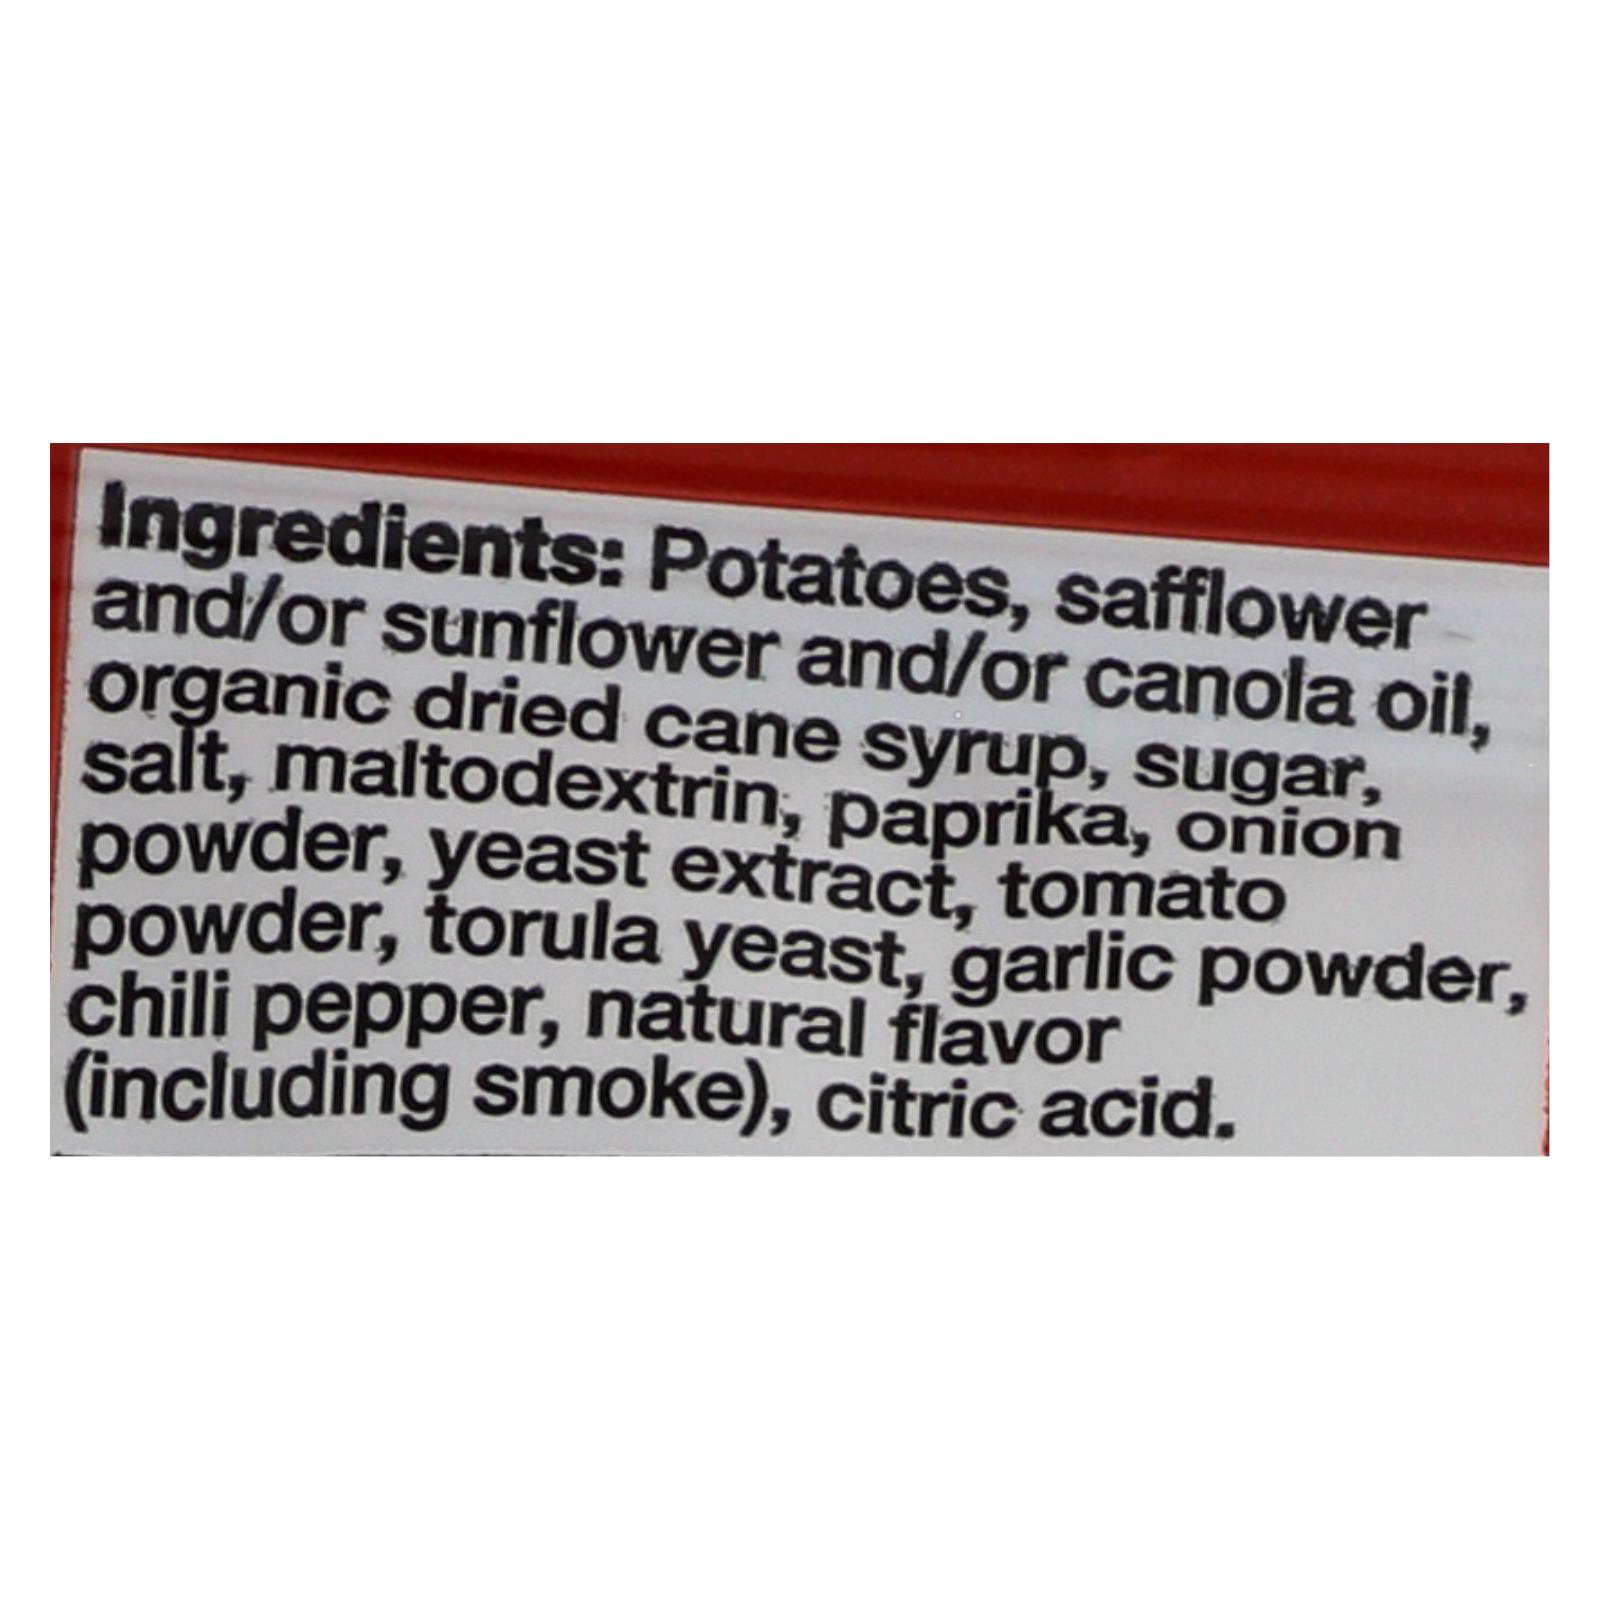 Ingredients: Potatoes, safflower
and/or sunflower and/or canola oil,
organic dried cane syrup, sugar,
salt, maltodextrin, paprika, onion
powder, yeast extract, tomato
powder, torula yeast, garlic powder,
chili pepper, natural flavor
(including smoke), citric acid.